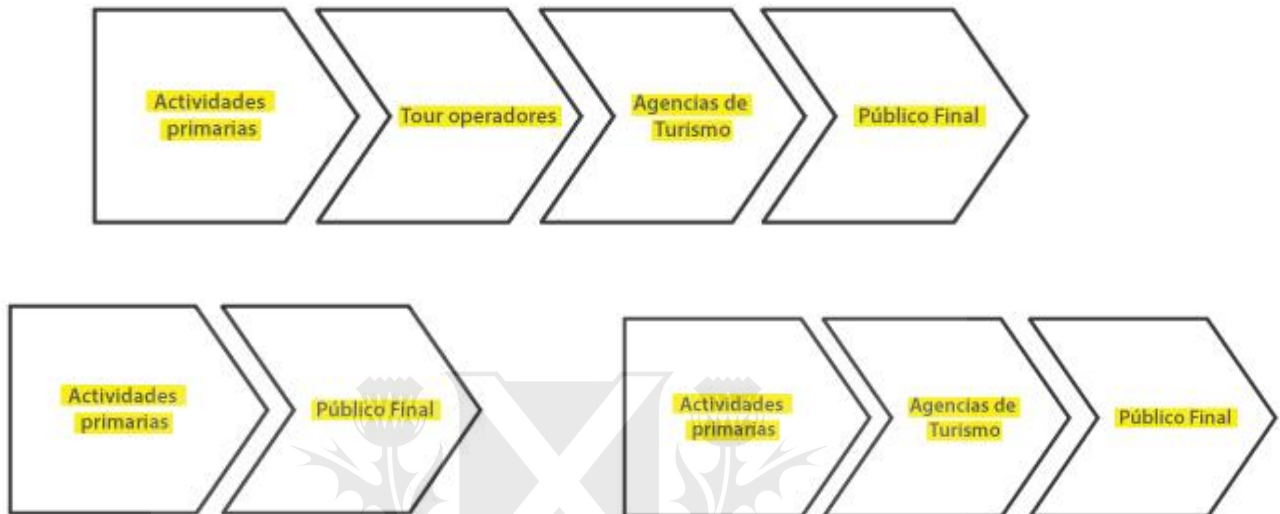 Actividades
primarias
Tour operadores
Agencias de
Turismo
Público Final
Actividades
primarias
Público Final
Actividades
primarias
Agencias de
Turismo
Público Final